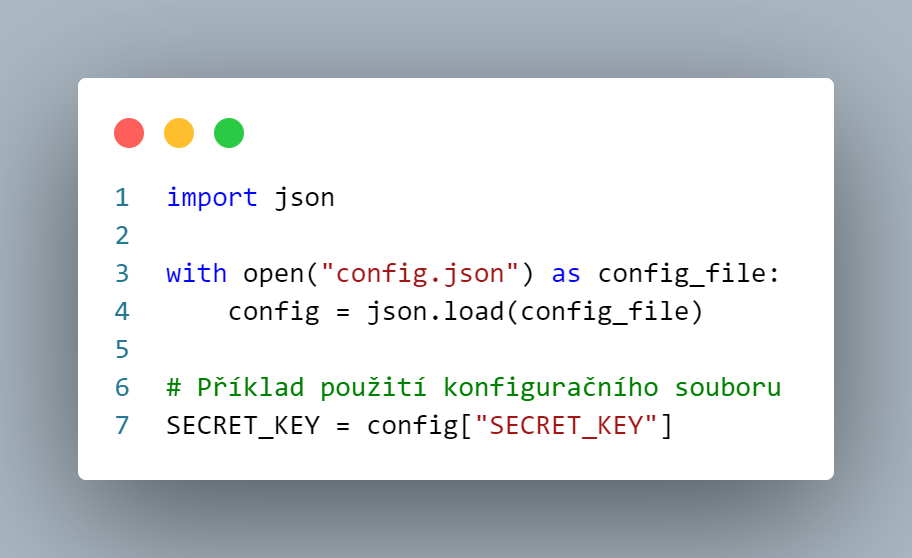 1 import json
2
3 with open("config.json") as config_file:
4     config = json.load(config_file)
5
6 # Příklad použití konfiguračního souboru
7 SECRET_KEY = config["SECRET_KEY"]